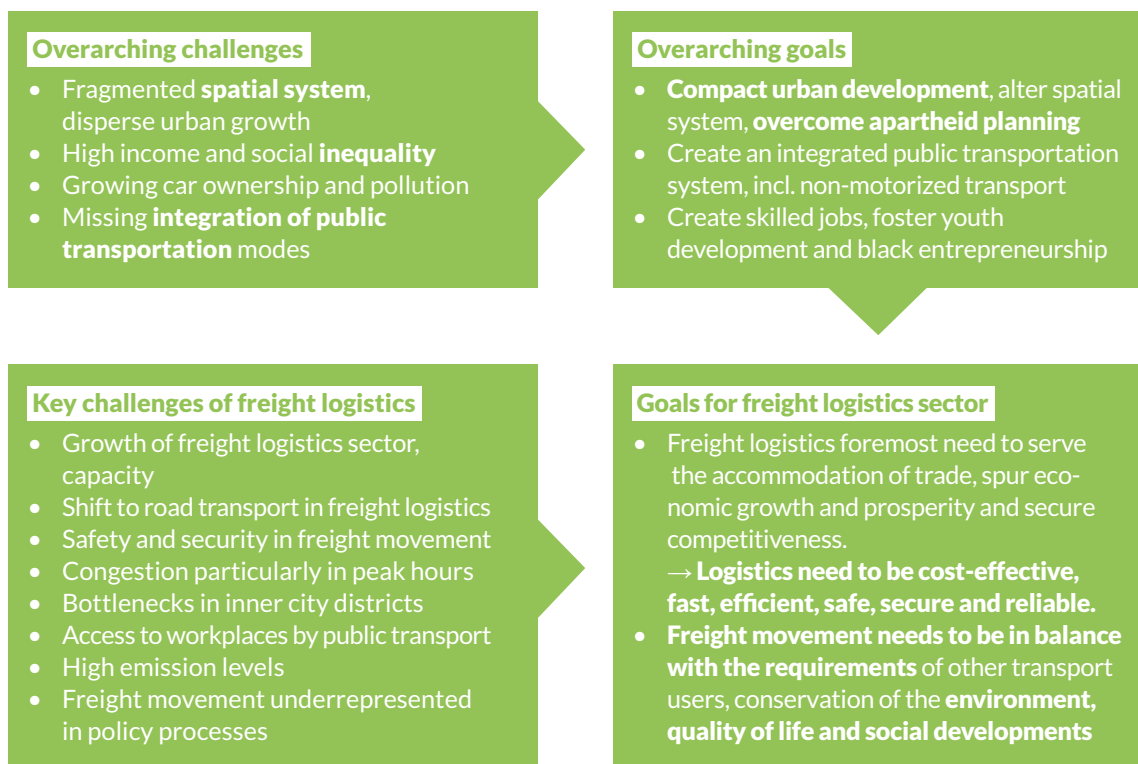 Overarching challenges
• Fragmented spatial system,
disperse urban growth
• High income and social inequality
• Growing car ownership and pollution
• Missing integration of public
transportation modes
Overarching goals
• Compact urban development, alter spatial
system, overcome apartheid planning
• Create an integrated public transportation
system, incl. non-motorized transport
• Create skilled jobs, foster youth
development and black entrepreneurship
Key challenges of freight logistics
• Growth of freight logistics sector,
capacity
• Shift to road transport in freight logistics
• Safety and security in freight movement
• Congestion particularly in peak hours
• Bottlenecks in inner city districts
• Access to workplaces by public transport
• High emission levels
• Freight movement underrepresented
in policy processes
Goals for freight logistics sector
• Freight logistics foremost need to serve
the accommodation of trade, spur eco-
nomic growth and prosperity and secure
competitiveness.
→ Logistics need to be cost-effective,
fast, efficient, safe, secure and reliable.
• Freight movement needs to be in balance
with the requirements of other transport
users, conservation of the environment,
quality of life and social developments